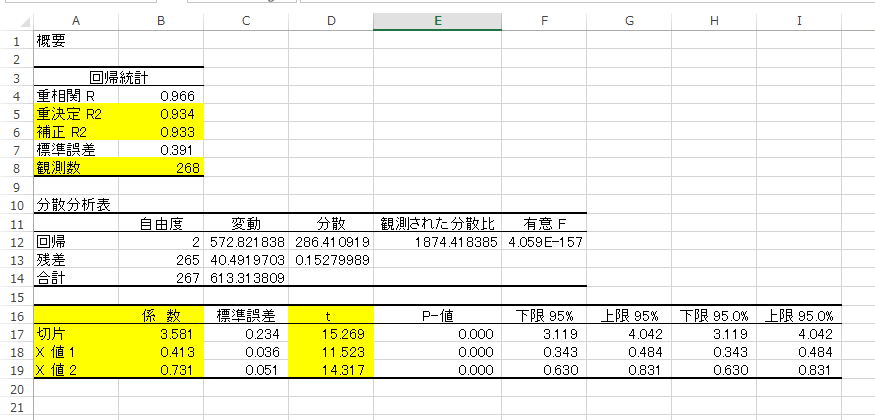 A B C D E F G H I
1 概要
2
3 回帰統計
4 重相関 R 0.966
5 重決定 R2 0.934
6 補正 R2 0.933
7 標準誤差 0.391
8 観測数 268
9
10 分散分析表
11 自由度 変動 分散 観測された分散比 有意 F
12 回帰 2 572.821838 286.410919 1874.418385 4.059E-157
13 残差 265 40.4919703 0.15279989
14 合計 267 613.313809
15
16 係 数 標準誤差 t P-値 下限 95% 上限 95% 下限 95.0% 上限 95.0%
17 切片 3.581 0.234 15.269 0.000 3.119 4.042 3.119 4.042
18 X 値 1 0.413 0.036 11.523 0.000 0.343 0.484 0.343 0.484
19 X 値 2 0.731 0.051 14.317 0.000 0.630 0.831 0.630 0.831
20
21